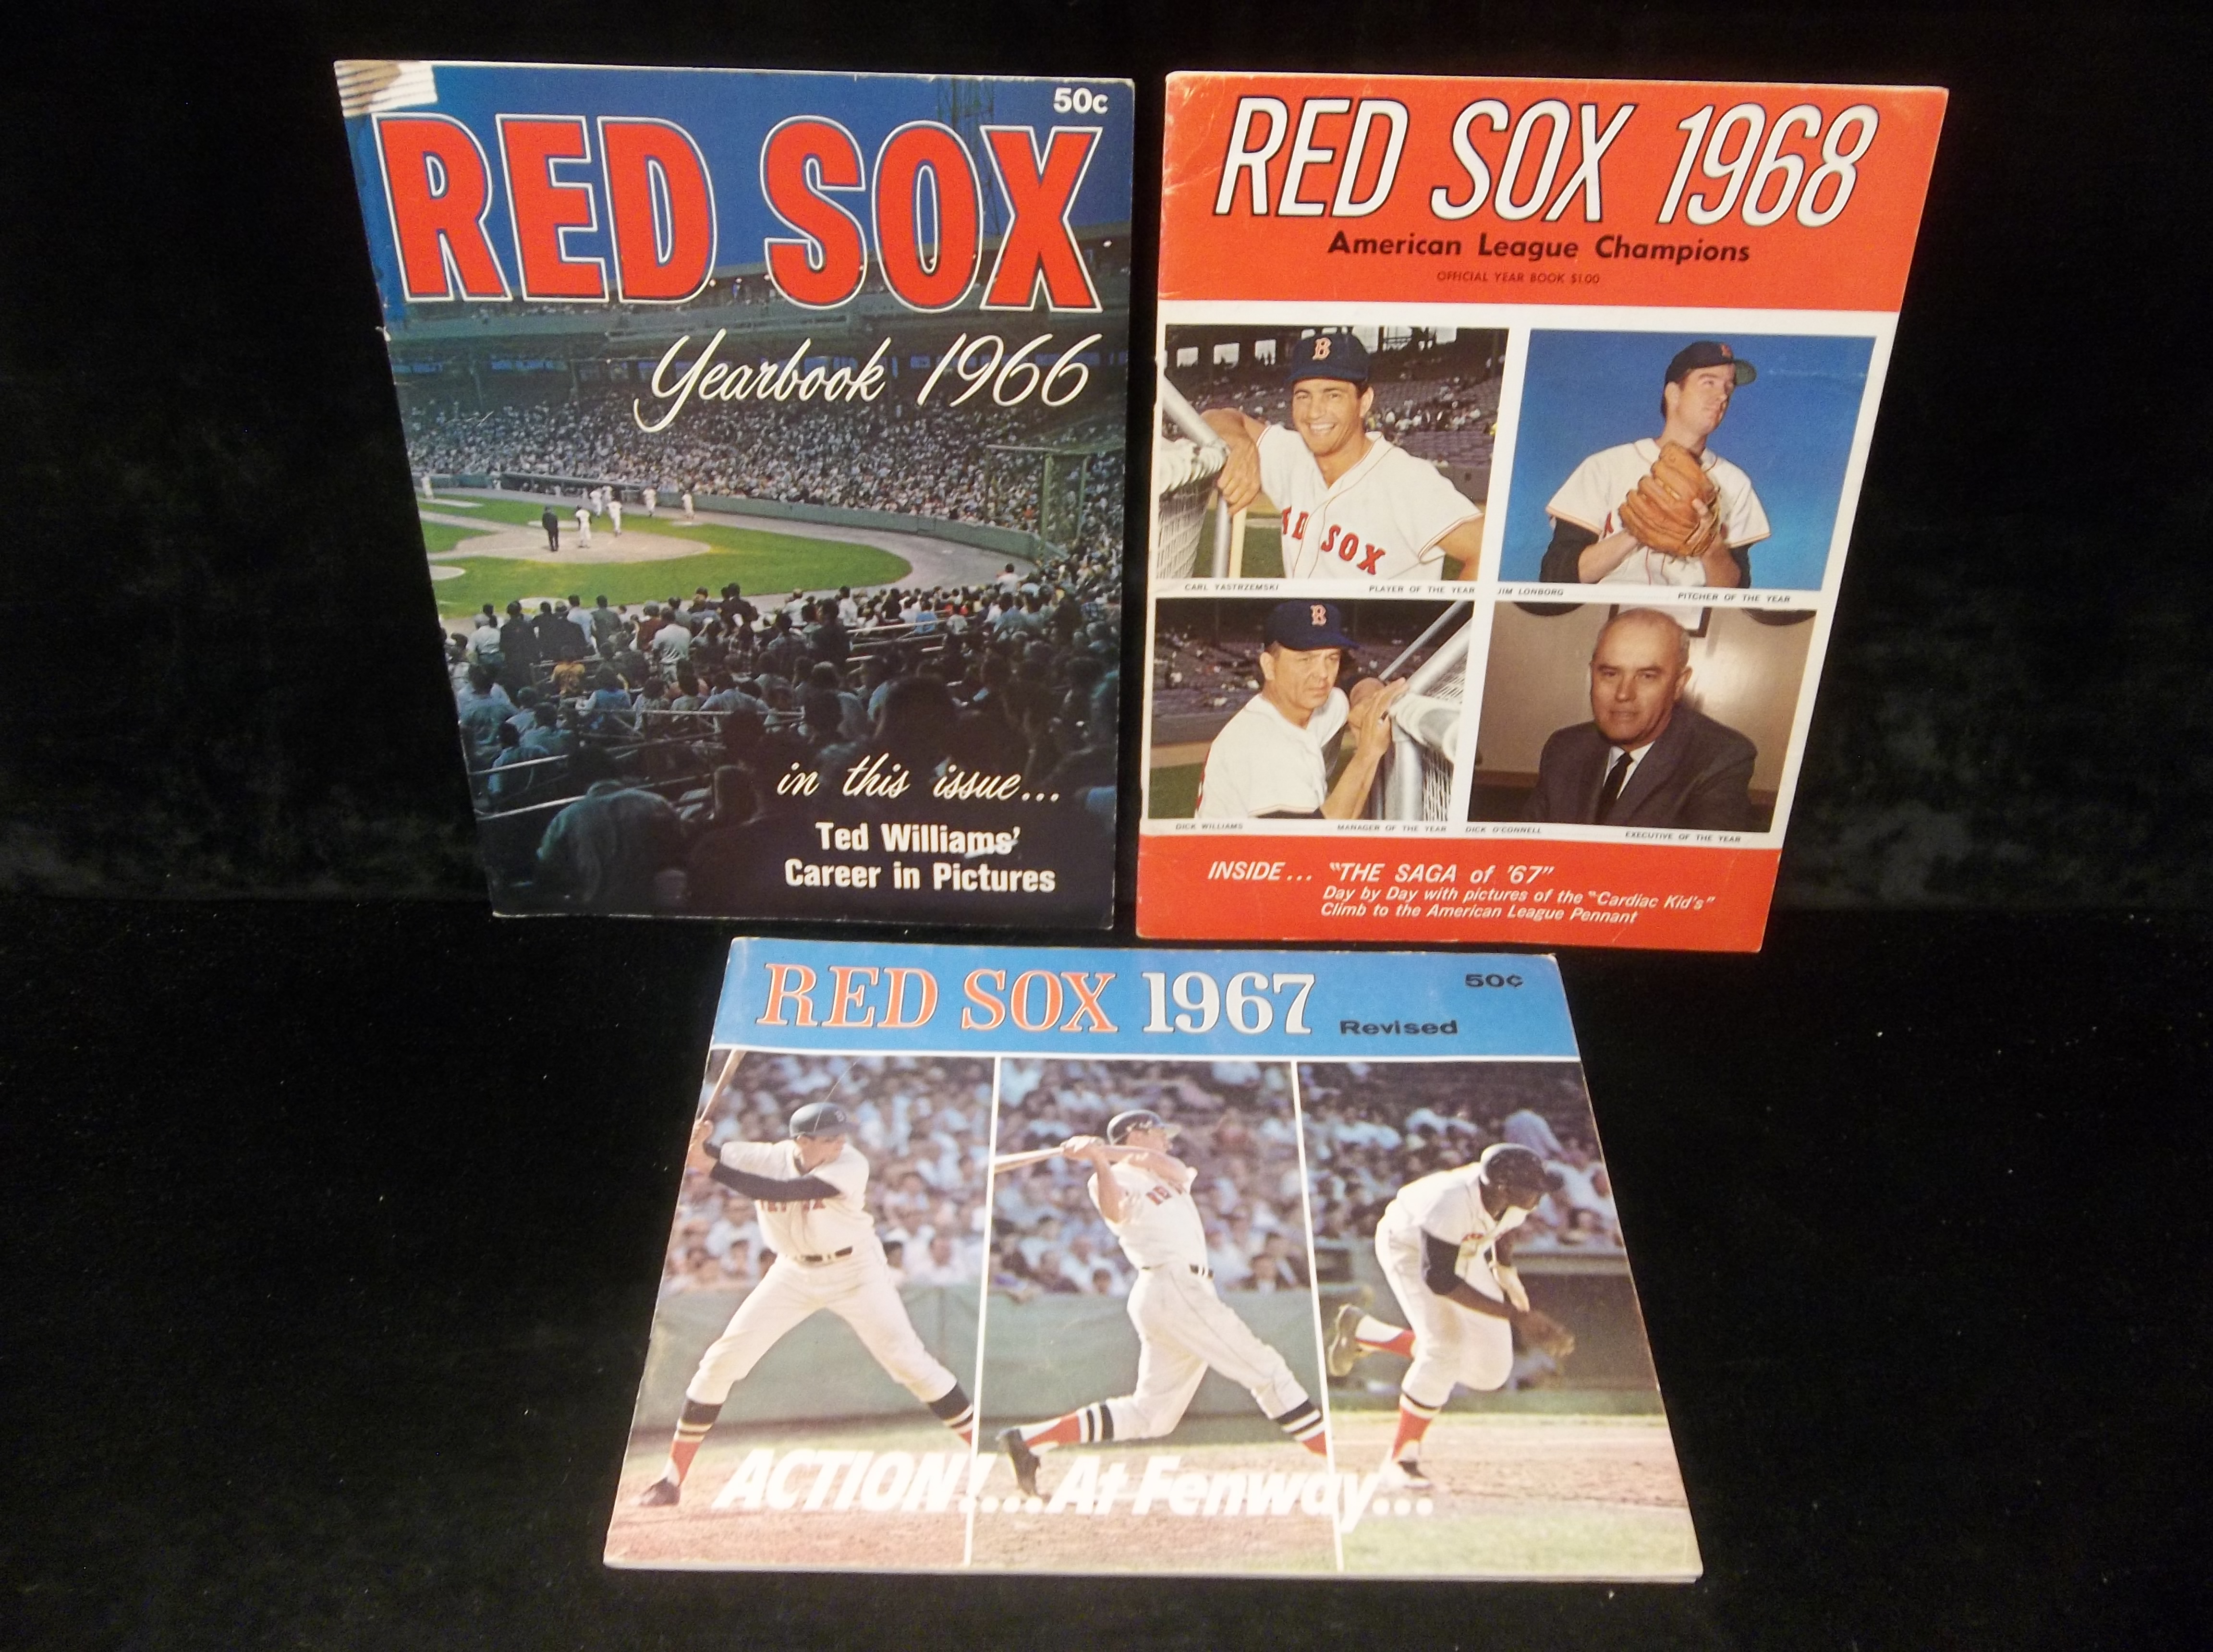 50c
RED SOX
Yearbook 1966
in this issue...
Ted Williams'
Career in Pictures
RED SOX 1968
American League Champions
OFFICIAL YEAR BOOK $1.00
B
RED SOX
CARL YASTRZEMSKI PLAYER OF THE YEAR
JIM LONBORG PITCHER OF THE YEAR
B
DICK WILLIAMS MANAGER OF THE YEAR
DICK O'CONNELL EXECUTIVE OF THE YEAR
INSIDE... "THE SAGA of '67"
Day by Day with pictures of the "Cardiac Kid's"
Climb to the American League Pennant
RED SOX 1967 Revised 50¢
ACTION!...At Fenway...